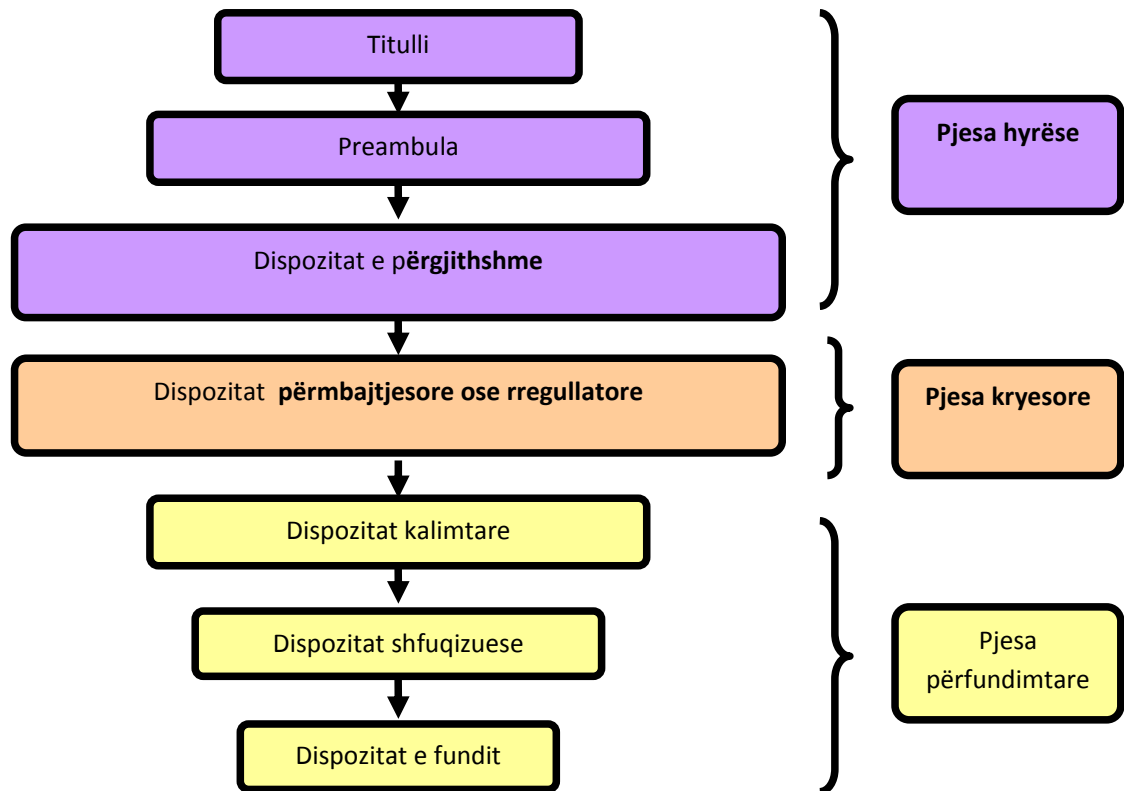 Titulli
Preambula
Dispozitat e përgjithshme
Pjesa hyrëse
Dispozitat përmbajtjesore ose rregullatore
Pjesa kryesore
Dispozitat kalimtare
Dispozitat shfuqizuese
Dispozitat e fundit
Pjesa
përfundimtare